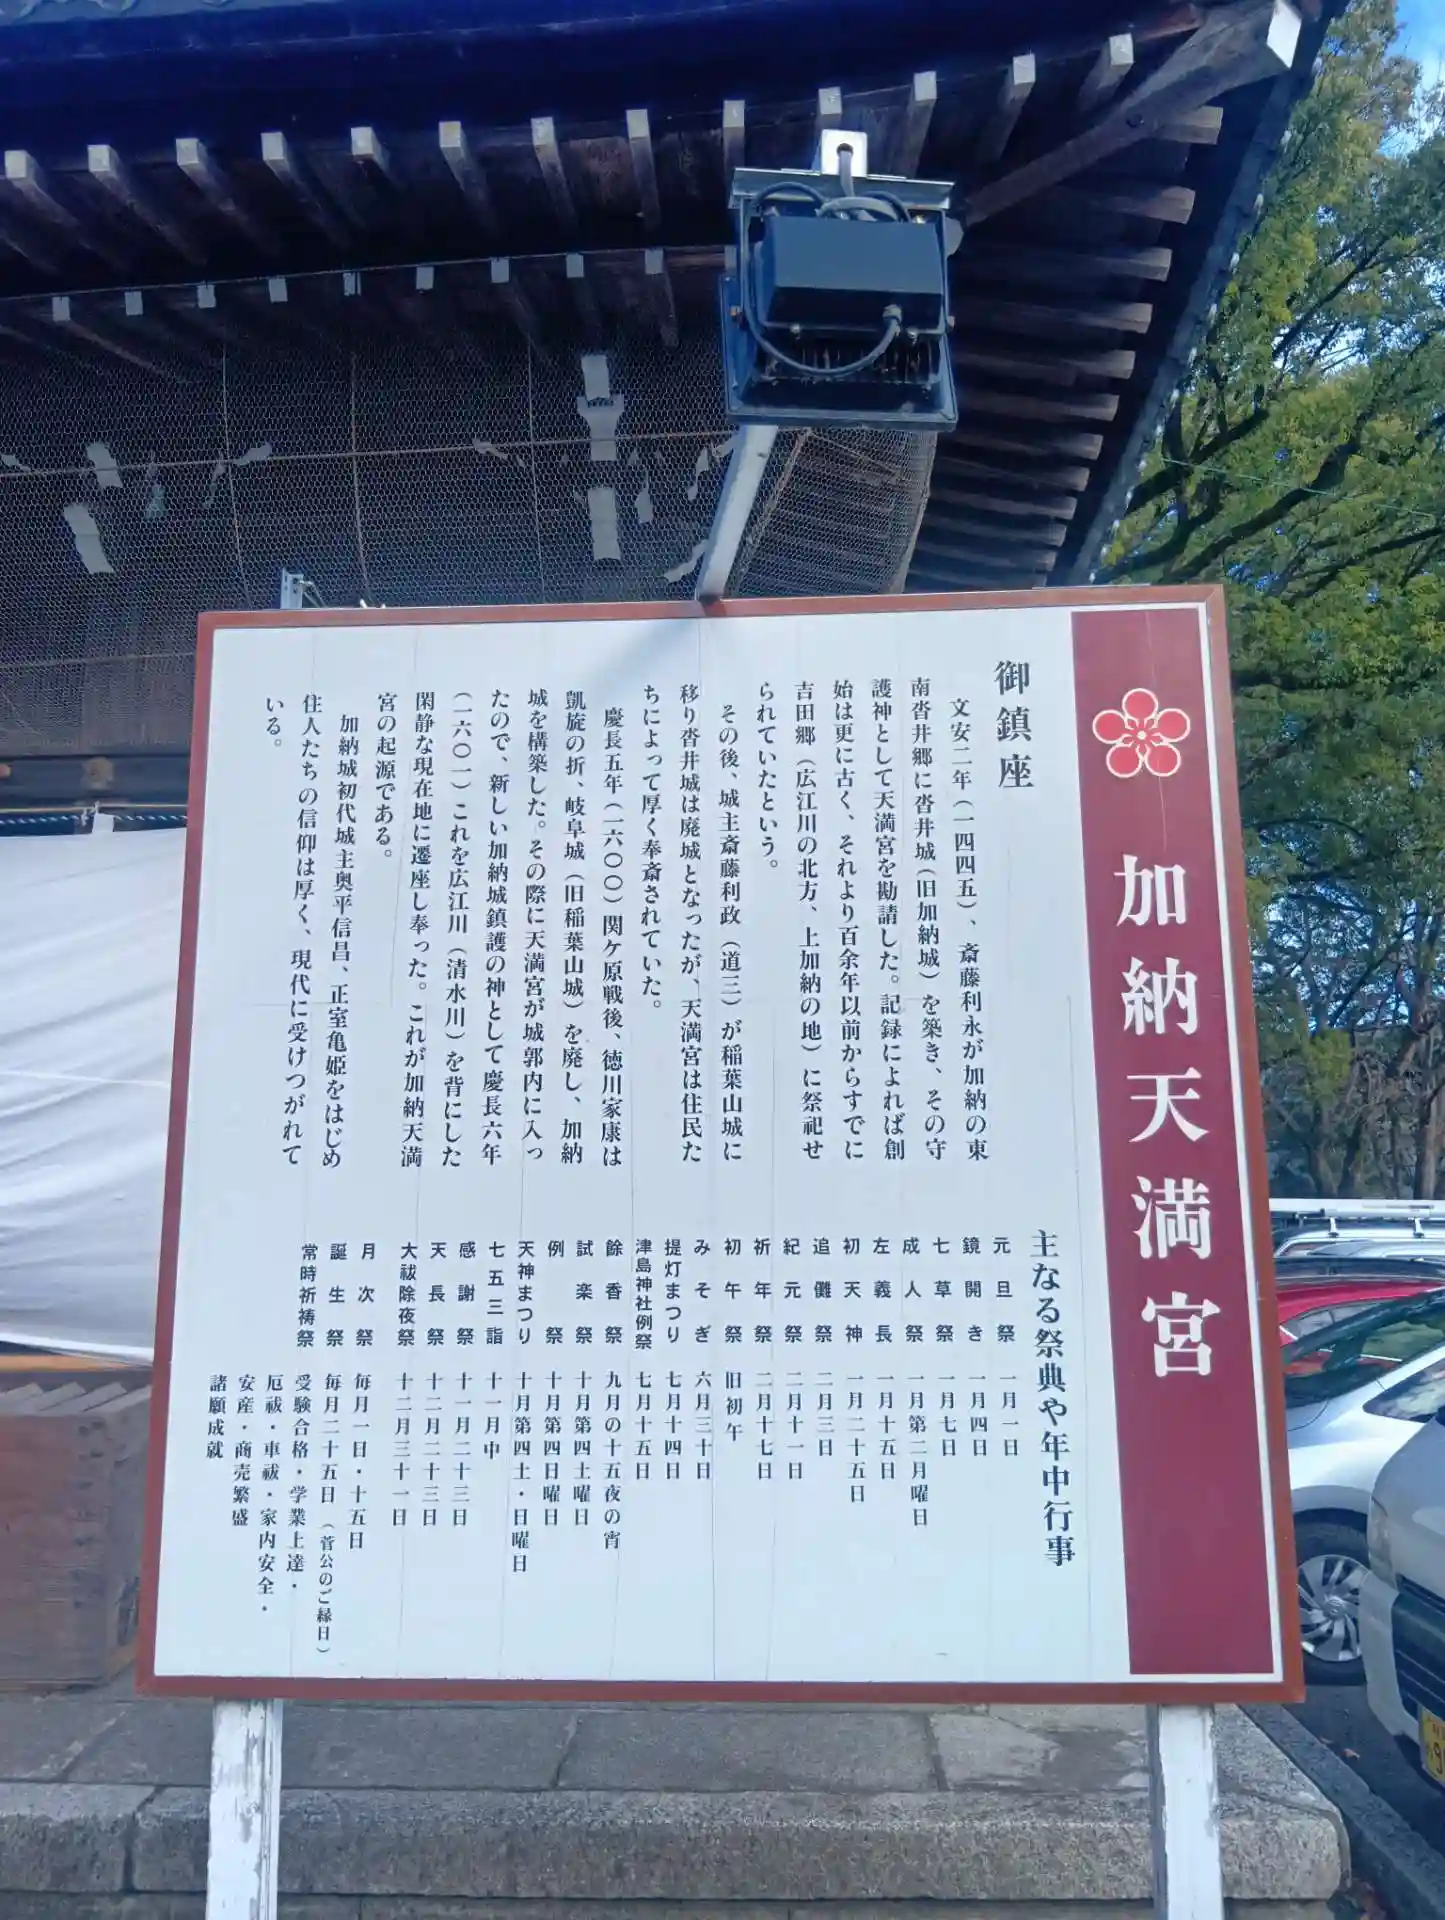 加納天満宮
御鎮座
文安二年(一四四五)、斎藤利永が加納の東
南沓井郷に沓井城(旧加納城)を築き、その守
護神として天満宮を勘請した。記録によれば創
始は更に古く、それより百余年以前からすでに
吉田郷(広江川の北方、上加納の地)に祭祀せ
られていたという。
その後、城主斎藤利政(道三)が稲葉山城に
移り沓井城は廃城となったが、天満宮は住民た
ちによって厚く奉斎されていた。
慶長五年(一六〇〇)関ケ原戦後、徳川家康は
凱旋の折、岐阜城(旧稲葉山城)を廃し、加納
城を構築した。その際に天満宮が城郭内に入っ
たので、新しい加納城鎮護の神として慶長六年
(一六〇一)これを広江川(清水川)を背にした
閑静な現在地に遷座し奉った。これが加納天満
宮の起源である。
加納城初代城主奥平信昌、正室亀姫をはじめ
住人たちの信仰は厚く、現代に受けつがれて
いる。
主なる祭典や年中行事
元旦祭 一月一日
鏡開き 一月四日
七草祭 一月七日
成人祭 一月第二月曜日
左義長 一月十五日
初天神 一月二十五日
追儺祭 二月三日
紀元祭 二月十一日
祈年祭 二月十七日
初午祭 旧初午
みそぎ 六月三十日
提灯まつり 七月十四日
津島神社例祭 七月十五日
餘香祭 九月の十五夜の宵
試楽祭 十月第四土曜日
例祭 十月第四日曜日
天神まつり 十月第四土・日曜日
七五三詣 十一月中
感謝祭 十一月二十三日
天長祭 十二月二十三日
大祓除夜祭 十二月三十一日
月次祭 毎月一日・十五日
誕生祭 毎月二十五日(菅公のご縁日)
常時祈祷祭 受験合格・学業上達・
厄祓・車祓・家内安全・
安産・商売繁盛
諸願成就